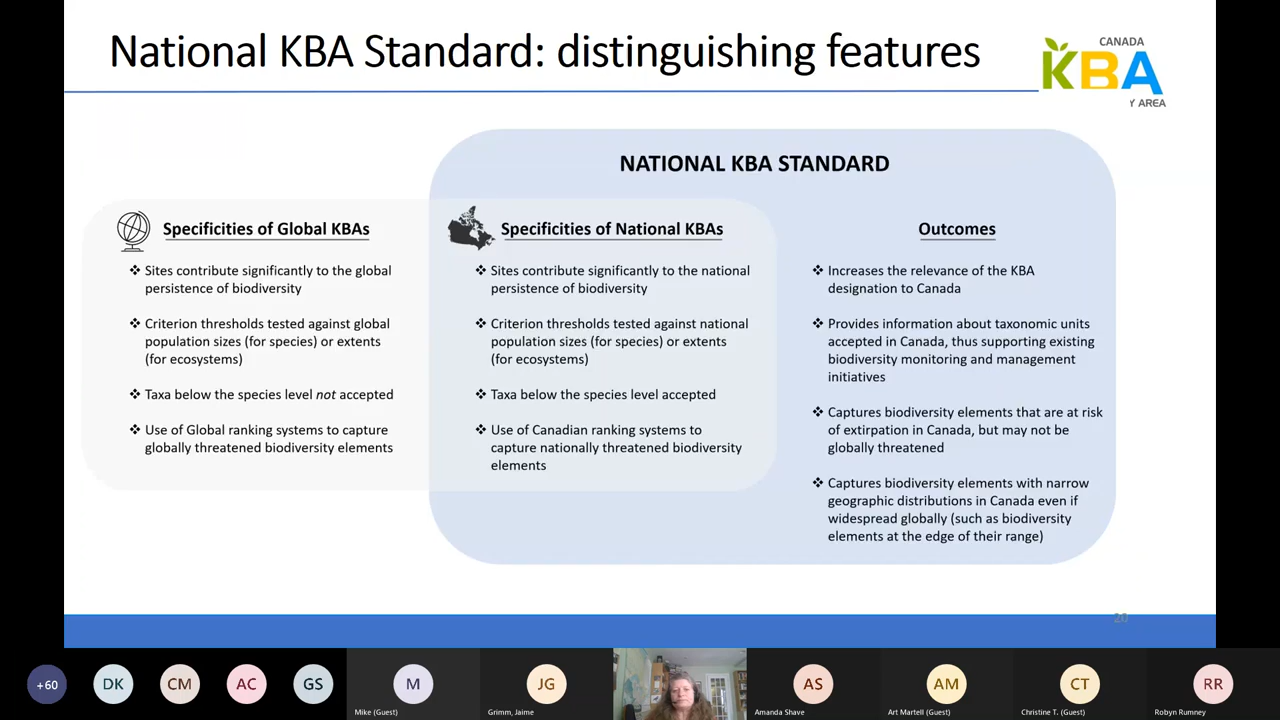 National KBA Standard: distinguishing features
CANADA
KBA
Y AREA
NATIONAL KBA STANDARD
Specificities of Global KBAs
❖ Sites contribute significantly to the global
persistence of biodiversity
❖ Criterion thresholds tested against global
population sizes (for species) or extents
(for ecosystems)
❖ Taxa below the species level not accepted
❖ Use of Global ranking systems to capture
globally threatened biodiversity elements
Specificities of National KBAs
❖ Sites contribute significantly to the national
persistence of biodiversity
❖ Criterion thresholds tested against national
population sizes (for species) or extents
(for ecosystems)
❖ Taxa below the species level accepted
❖ Use of Canadian ranking systems to
capture nationally threatened biodiversity
elements
Outcomes
❖ Increases the relevance of the KBA
designation to Canada
❖ Provides information about taxonomic units
accepted in Canada, thus supporting existing
biodiversity monitoring and management
initiatives
❖ Captures biodiversity elements that are at risk
of extirpation in Canada, but may not be
globally threatened
❖ Captures biodiversity elements with narrow
geographic distributions in Canada even if
widespread globally (such as biodiversity
elements at the edge of their range)
20
+60
DK
CM
AC
GS
M
Mike (Guest)
JG
Grimm, Jaime
AS
Amanda Shave
AM
Art Martell (Guest)
CT
Christine T. (Guest)
RR
Robyn Rumney